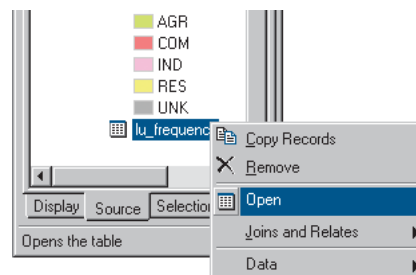 AGR
COM
IND
RES
UNK
lu_frequenc
Copy Records
Remove
Open
Joins and Relates
Data
Display Source Selection
Opens the table